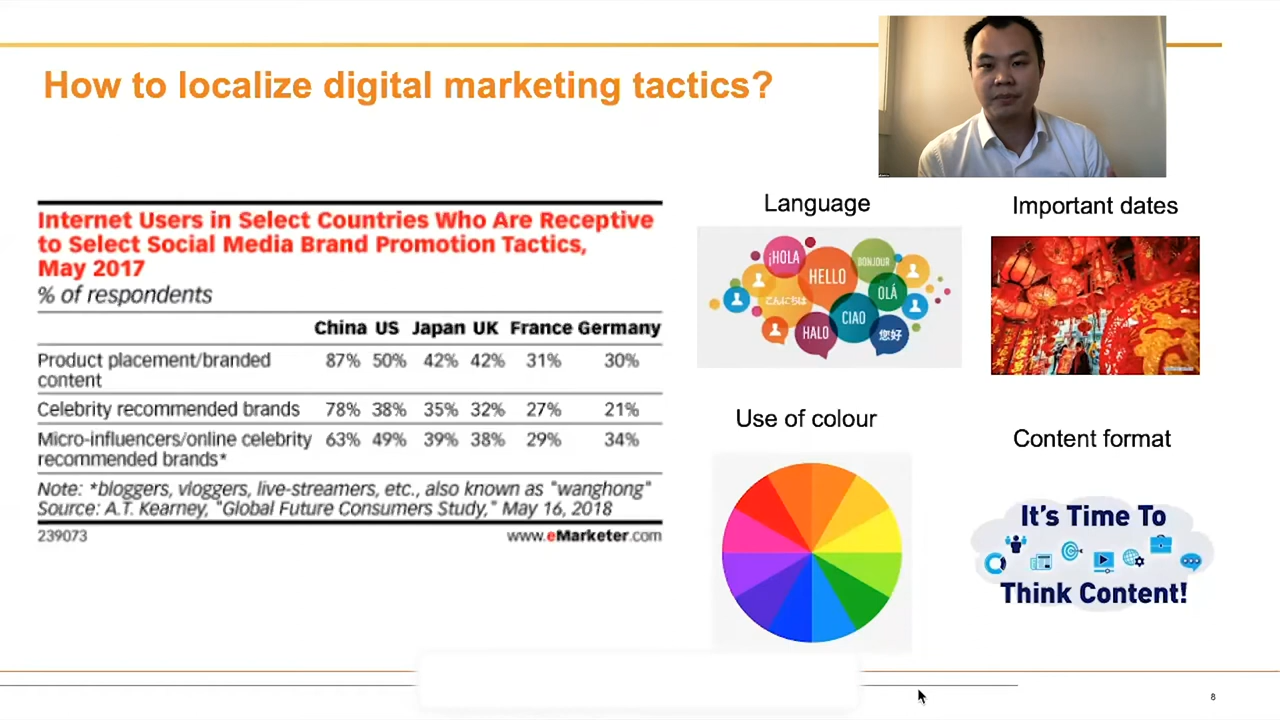 How to localize digital marketing tactics?
Internet Users in Select Countries Who Are Receptive
to Select Social Media Brand Promotion Tactics,
May 2017
% of respondents
China US Japan UK France Germany
Product placement/branded content 87% 50% 42% 42% 31% 30%
Celebrity recommended brands 78% 38% 35% 32% 27% 21%
Micro-influencers/online celebrity recommended brands* 63% 49% 39% 38% 29% 34%
Note: *bloggers, vloggers, live-streamers, etc., also known as "wanghong"
Source: A.T. Kearney, "Global Future Consumers Study," May 16, 2018
239073 www.eMarketer.com
Language
¡HOLA
HELLO
BONJOUR
こんにちは
OLÁ
CIAO
HALO
您好
Important dates
Use of colour
Content format
It's Time To
Think Content!
8